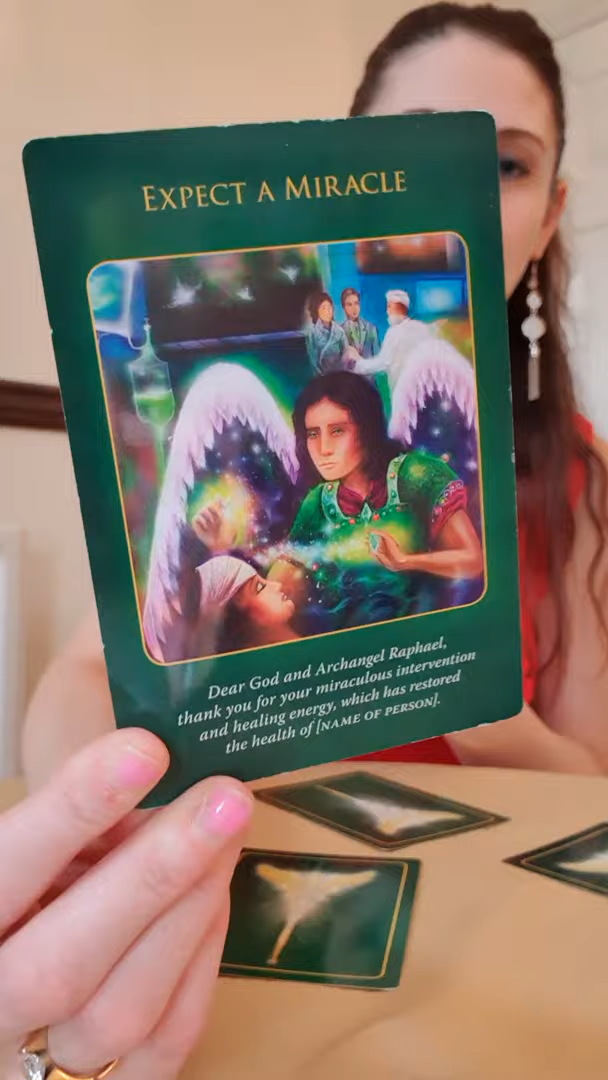 EXPECT A MIRACLE
Dear God and Archangel Raphael,
thank you for your miraculous intervention
and healing energy, which has restored
the health of [NAME OF PERSON].